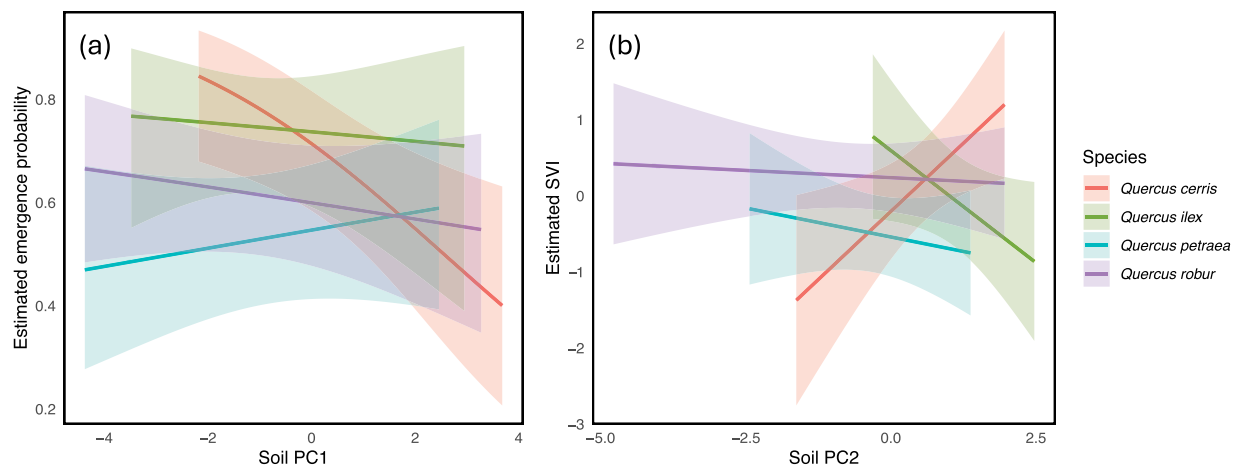 (a)
Estimated emergence probability
0.8
0.6
0.4
0.2
−4
−2
0
2
4
Soil PC1
(b)
Estimated SVI
2
1
0
−1
−2
−3
−5.0
−2.5
0.0
2.5
Soil PC2
Species
Quercus cerris
Quercus ilex
Quercus petraea
Quercus robur